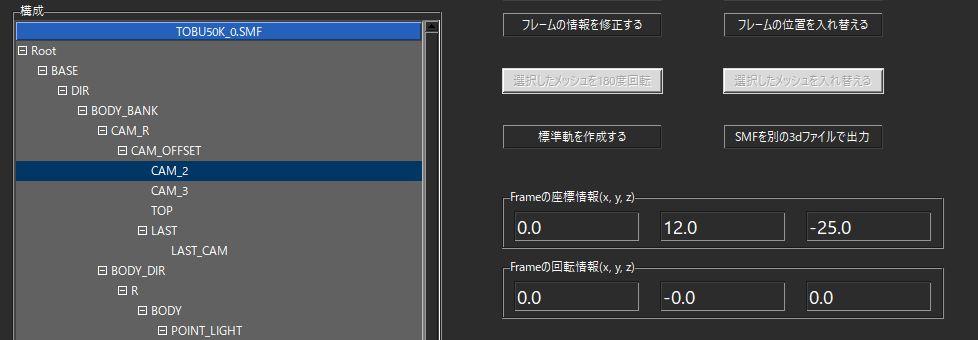 構成
TOBU50K_0.SMF
Root
BASE
DIR
BODY_BANK
CAM_R
CAM_OFFSET
CAM_2
CAM_3
TOP
LAST
LAST_CAM
BODY_DIR
R
BODY
POINT_LIGHT
フレームの情報を修正する
フレームの位置を入れ替える
選択したメッシュを180度回転
選択したメッシュを入れ替える
標準軌を作成する
SMFを別の3dファイルで出力
Frameの座標情報(x, y, z)
0.0 12.0 -25.0
Frameの回転情報(x, y, z)
0.0 -0.0 0.0